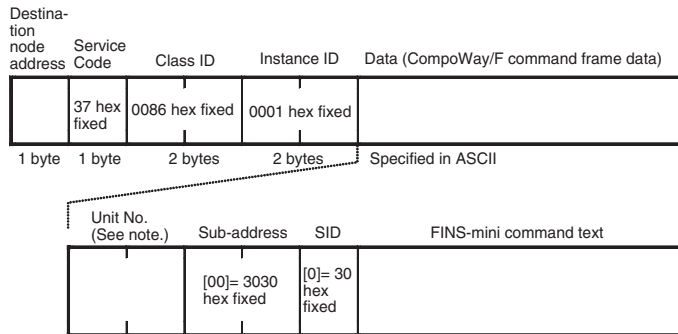 Destina-
tion
node
address
Service
Code
Class ID
Instance ID
Data (CompoWay/F command frame data)
37 hex
fixed
0086 hex fixed
0001 hex fixed
1 byte
1 byte
2 bytes
2 bytes
Specified in ASCII
Unit No.
(See note.)
Sub-address
SID
FINS-mini command text
[00]= 3030
hex fixed
[0]= 30
hex
fixed